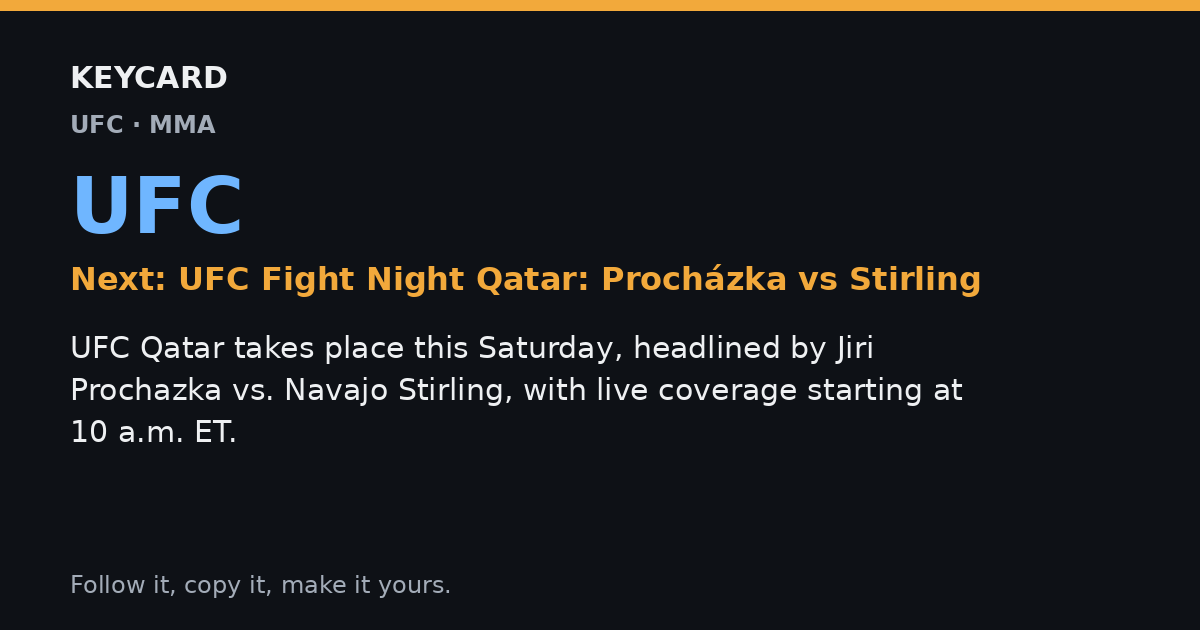 KEYCARD
UFC · MMA
UFC
Next: UFC Fight Night Qatar: Procházka vs Stirling
UFC Qatar takes place this Saturday, headlined by Jiri
Prochazka vs. Navajo Stirling, with live coverage starting at
10 a.m. ET.
Follow it, copy it, make it yours.